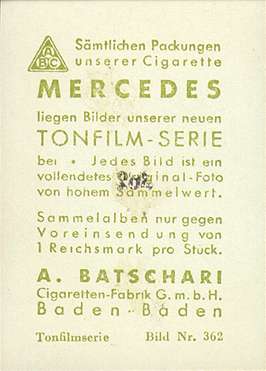 ABC
Sämtlichen Packungen
unserer Cigarette
MERCEDES
liegen Bilder unserer neuen
TONFILM-SERIE
bei • Jedes Bild ist ein
vollendetes Original-Foto
von hohem Sammelwert.
Sammelalben nur gegen
Voreinsendung von
1 Reichsmark pro Stück.
A. BATSCHARI
Cigaretten-Fabrik G. m. b. H.
Baden-Baden
Tonfilmserie Bild Nr. 362